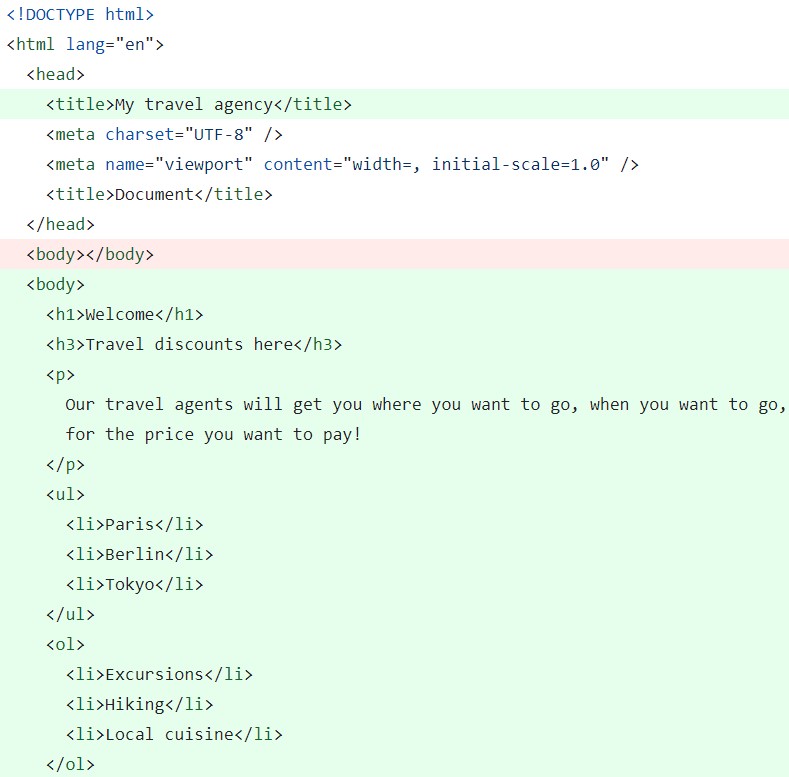 <!DOCTYPE html>
<html lang="en">
  <head>
    <title>My travel agency</title>
    <meta charset="UTF-8" />
    <meta name="viewport" content="width=, initial-scale=1.0" />
    <title>Document</title>
  </head>
  <body></body>
  <body>
    <h1>Welcome</h1>
    <h3>Travel discounts here</h3>
    <p>
      Our travel agents will get you where you want to go, when you want to go,
      for the price you want to pay!
    </p>
    <ul>
      <li>Paris</li>
      <li>Berlin</li>
      <li>Tokyo</li>
    </ul>
    <ol>
      <li>Excursions</li>
      <li>Hiking</li>
      <li>Local cuisine</li>
    </ol>